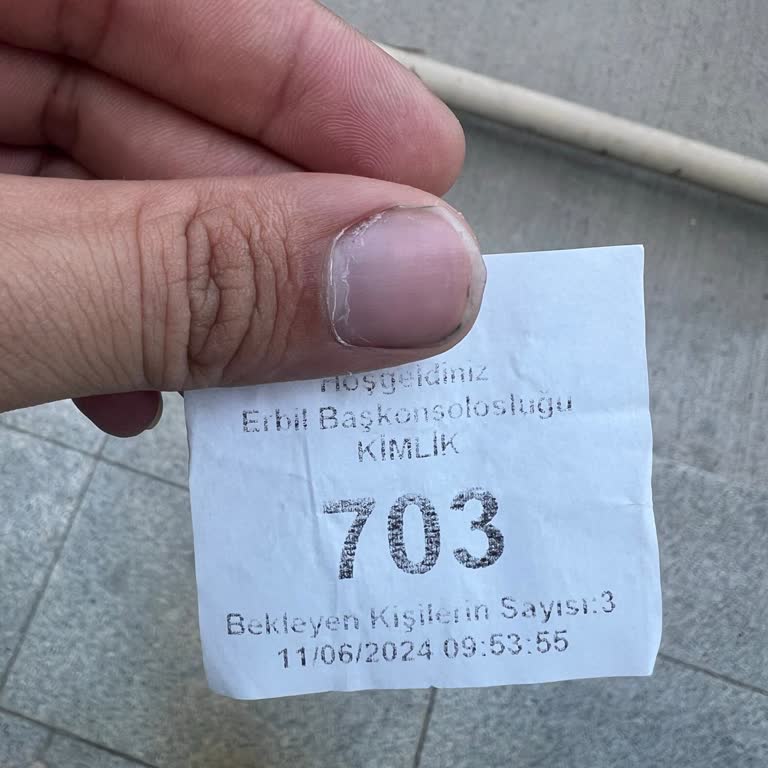 Hoşgeldiniz
Erbil Başkonsolosluğu
KİMLİK
703
Bekleyen Kişilerin Sayısı:3
11/06/2024 09:53:55